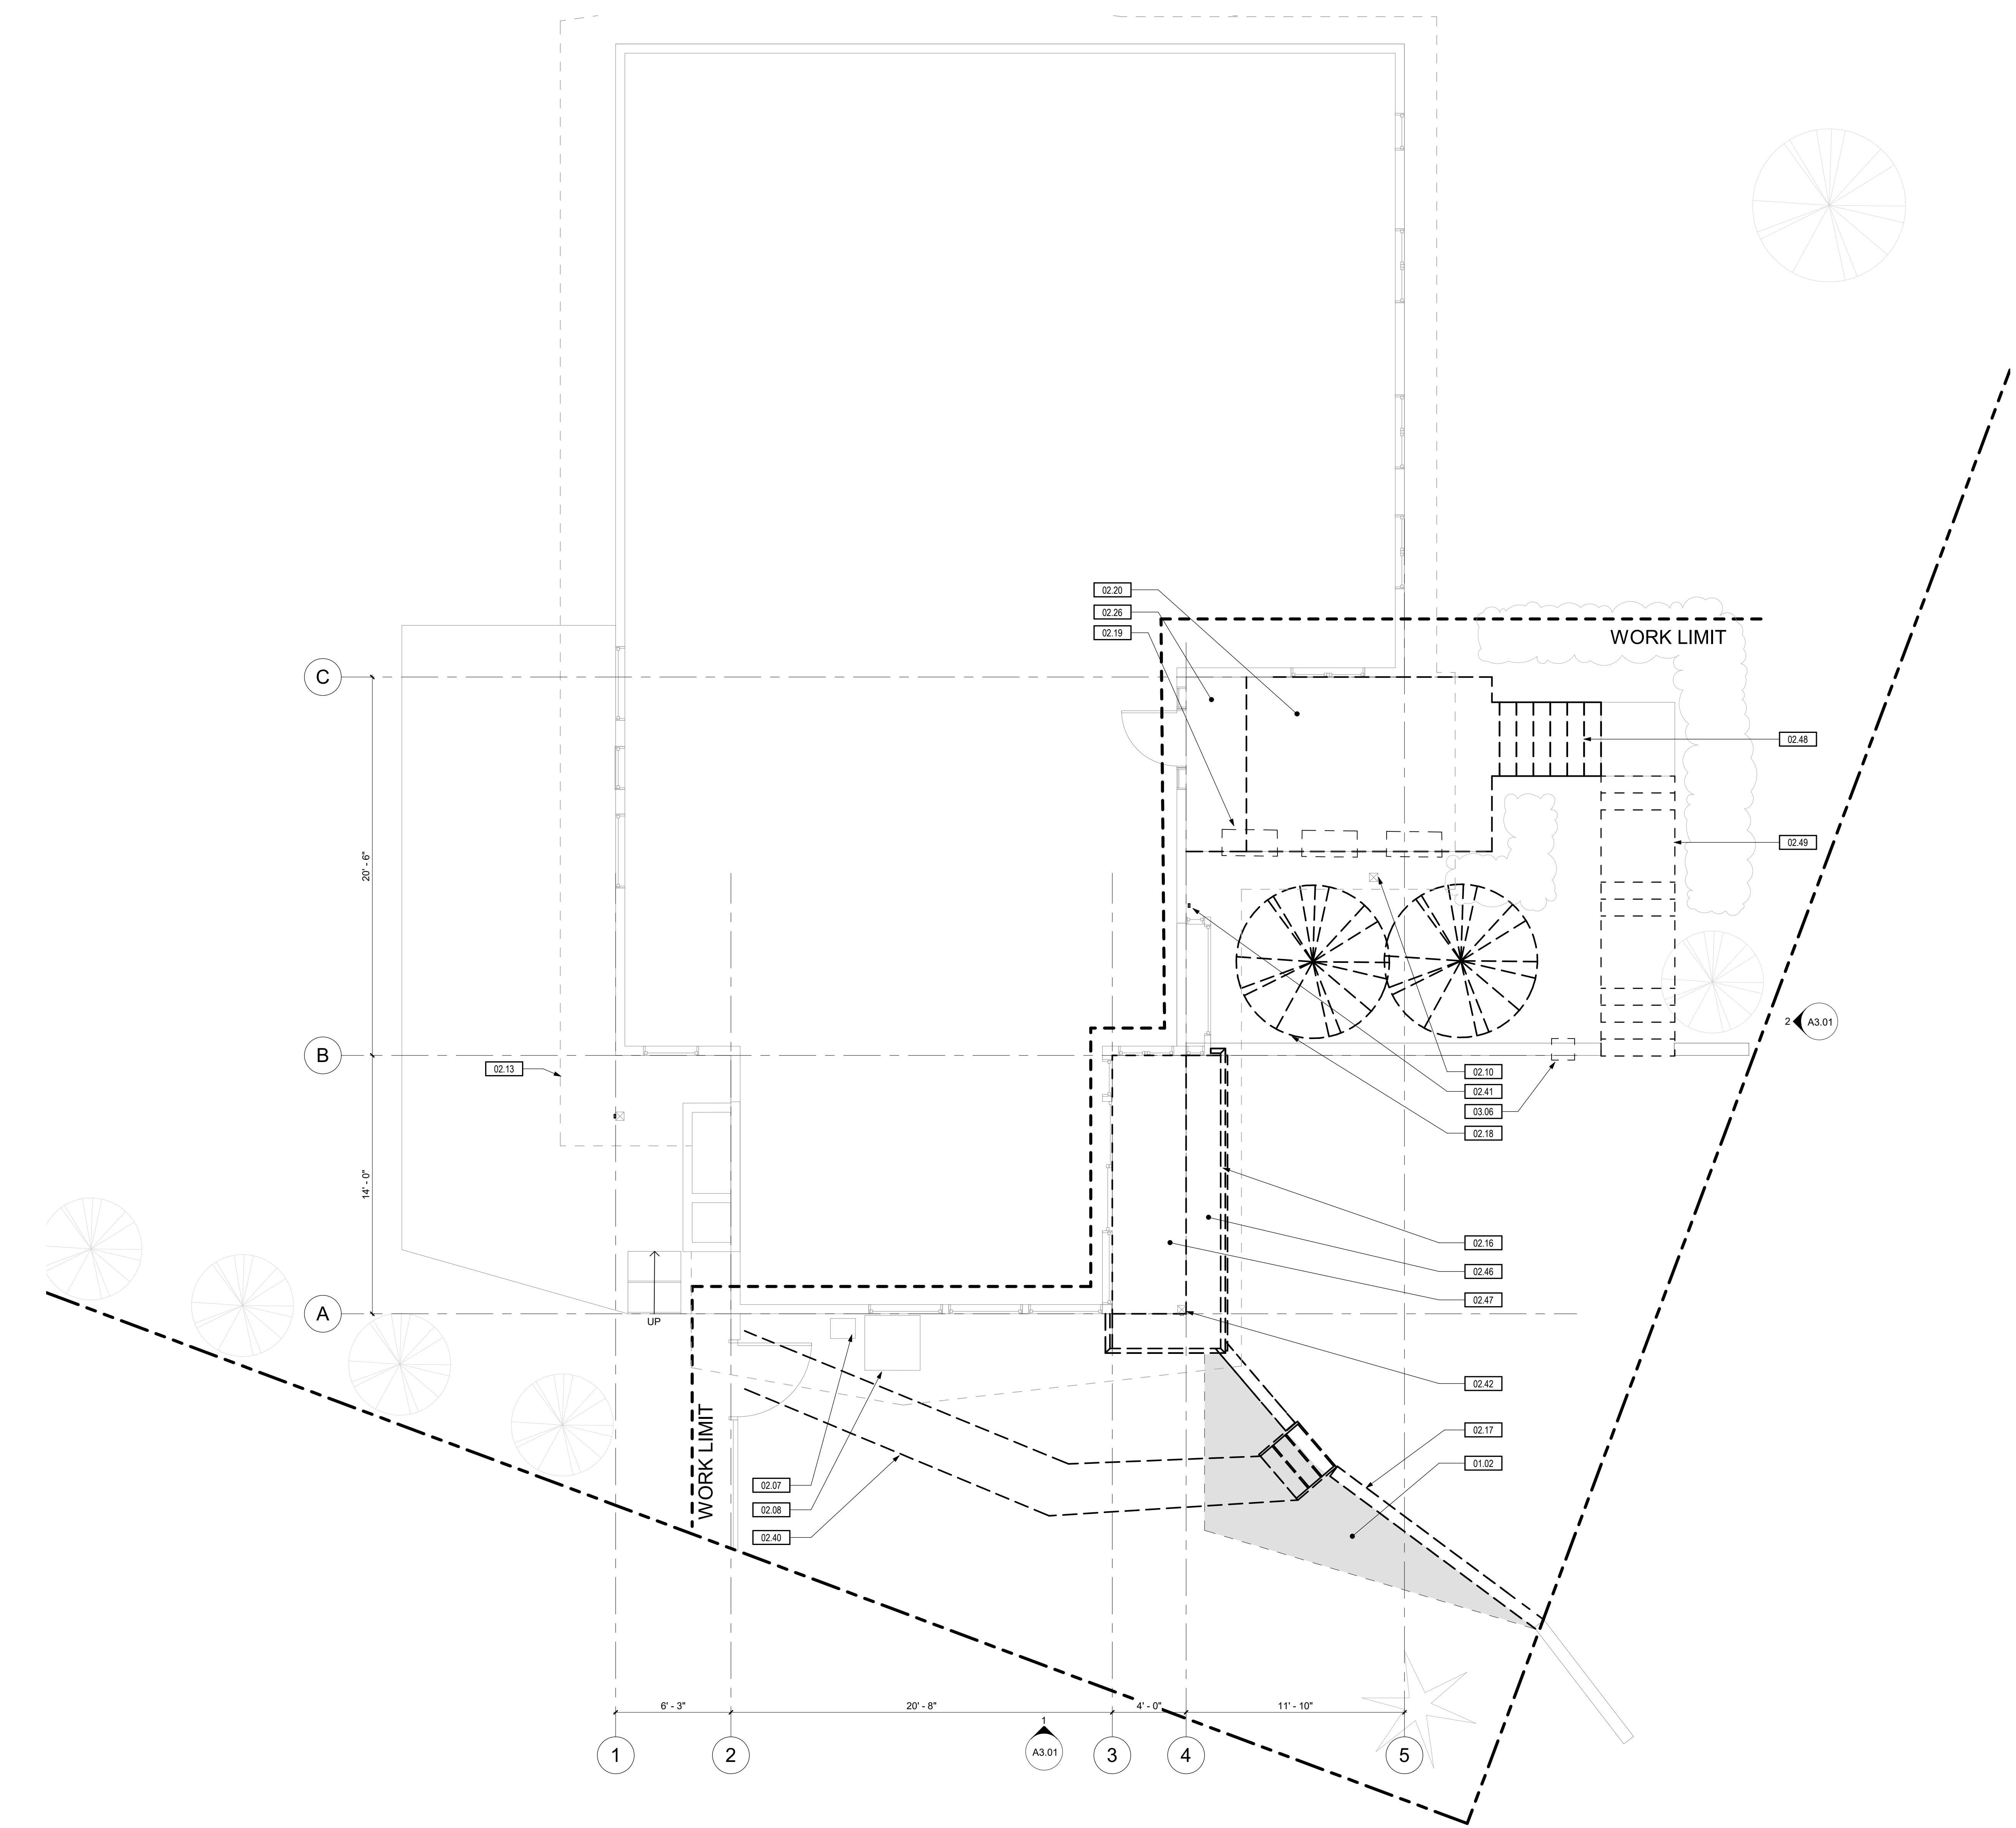 02.20
02.26
02.19
WORK LIMIT
C
02.48
02.49
20' - 6"
2
A3.01
B
02.13
02.10
02.41
03.06
02.18
14' - 0"
02.16
02.46
02.47
A
UP
02.42
02.17
01.02
WORK LIMIT
02.07
02.08
02.40
6' - 3"
20' - 8"
4' - 0"
11' - 10"
1
A3.01
1
2
3
4
5